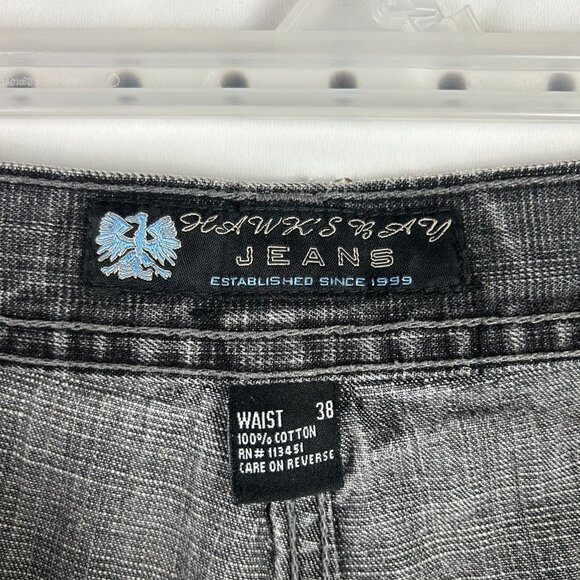 HAWK'S BAY
JEANS
ESTABLISHED SINCE 1999
WAIST 38
100% COTTON
RN# 113451
CARE ON REVERSE